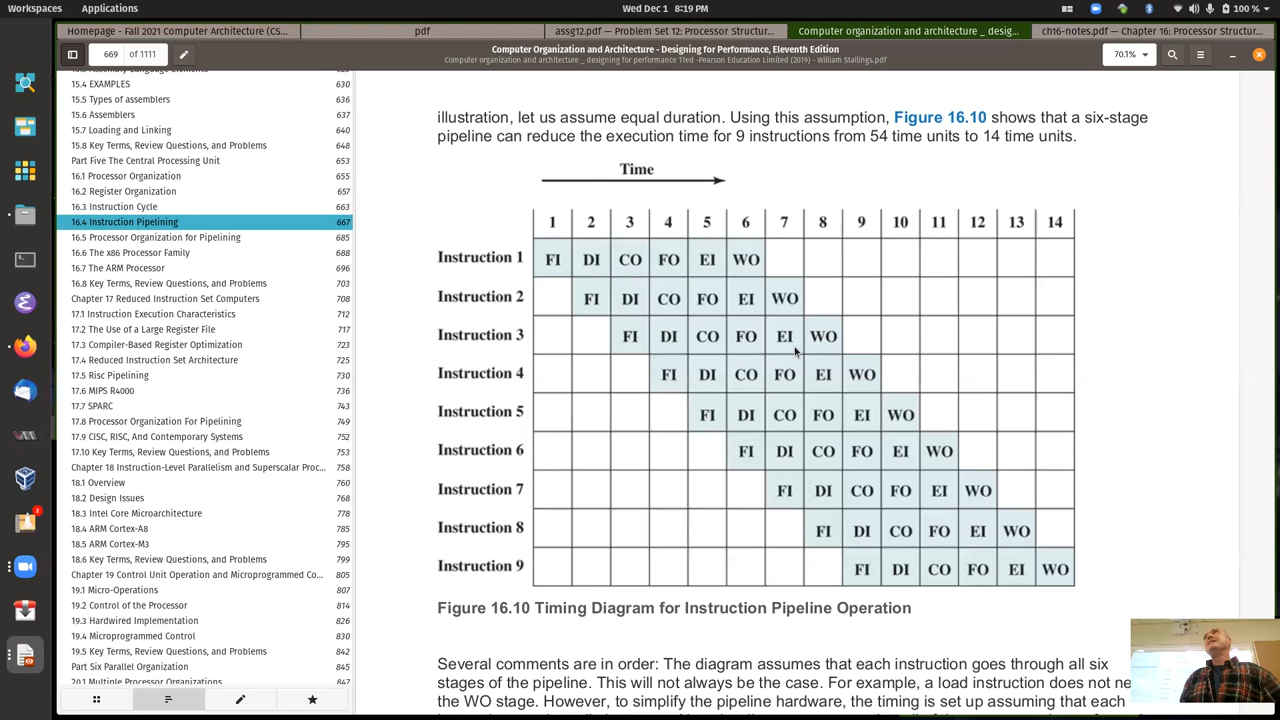 Workspaces Applications Wed Dec 1 8:19 PM 100 %
Homepage - Fall 2021 Computer Architecture (CS... pdf assg12.pdf — Problem Set 12: Processor Structur... Computer organization and architecture _ desig... ch16-notes.pdf — Chapter 16: Processor Structur...
669 of 1111 Computer Organization and Architecture - Designing for Performance, Eleventh Edition 70.1%
Computer organization and architecture _ designing for performance 11ed -Pearson Education Limited (2019) - William Stallings.pdf
15.4 EXAMPLES 630
15.5 Types of assemblers 636
15.6 Assemblers 637
15.7 Loading and Linking 640
15.8 Key Terms, Review Questions, and Problems 648
Part Five The Central Processing Unit 653
16.1 Processor Organization 655
16.2 Register Organization 657
16.3 Instruction Cycle 663
16.4 Instruction Pipelining 667
16.5 Processor Organization for Pipelining 685
16.6 The x86 Processor Family 688
16.7 The ARM Processor 696
16.8 Key Terms, Review Questions, and Problems 703
Chapter 17 Reduced Instruction Set Computers 708
17.1 Instruction Execution Characteristics 712
17.2 The Use of a Large Register File 717
17.3 Compiler-Based Register Optimization 723
17.4 Reduced Instruction Set Architecture 725
17.5 Risc Pipelining 731
17.6 MIPS R4000 736
17.7 SPARC 743
17.8 Processor Organization For Pipelining 749
17.9 CISC, RISC, And Contemporary Systems 752
17.10 Key Terms, Review Questions, and Problems 753
Chapter 18 Instruction-Level Parallelism and Superscalar Proc... 758
18.1 Overview 760
18.2 Design Issues 768
18.3 Intel Core Microarchitecture 778
18.4 ARM Cortex-A8 785
18.5 ARM Cortex-M3 795
18.6 Key Terms, Review Questions, and Problems 799
Chapter 19 Control Unit Operation and Microprogrammed Co... 805
19.1 Micro-Operations 807
19.2 Control of the Processor 814
19.3 Hardwired Implementation 826
19.4 Microprogrammed Control 830
19.5 Key Terms, Review Questions, and Problems 842
Part Six Parallel Organization 845
20.1 Multiple Processor Organizations 847
illustration, let us assume equal duration. Using this assumption, Figure 16.10 shows that a six-stage
pipeline can reduce the execution time for 9 instructions from 54 time units to 14 time units.
Time
1 2 3 4 5 6 7 8 9 10 11 12 13 14
Instruction 1 FI DI CO FO EI WO
Instruction 2 FI DI CO FO EI WO
Instruction 3 FI DI CO FO EI WO
Instruction 4 FI DI CO FO EI WO
Instruction 5 FI DI CO FO EI WO
Instruction 6 FI DI CO FO EI WO
Instruction 7 FI DI CO FO EI WO
Instruction 8 FI DI CO FO EI WO
Instruction 9 FI DI CO FO EI WO
Figure 16.10 Timing Diagram for Instruction Pipeline Operation
Several comments are in order: The diagram assumes that each instruction goes through all six
stages of the pipeline. This will not always be the case. For example, a load instruction does not ne
the WO stage. However, to simplify the pipeline hardware, the timing is set up assuming that each
2